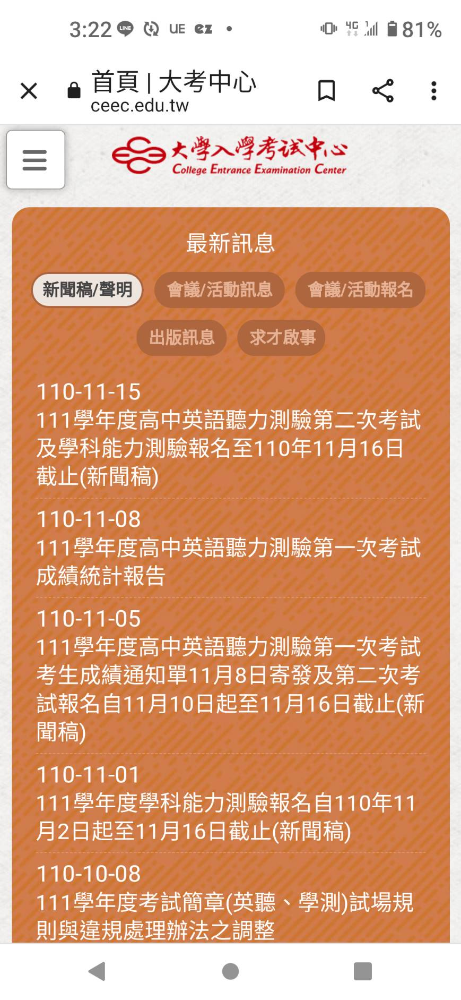 3:22 LINE UE ez 4G 1 81%
首頁 | 大考中心
ceec.edu.tw
大學入學考試中心
College Entrance Examination Center
最新訊息
新聞稿/聲明 會議/活動訊息 會議/活動報名
出版訊息 求才啟事
110-11-15
111學年度高中英語聽力測驗第二次考試
及學科能力測驗報名至110年11月16日
截止(新聞稿)
110-11-08
111學年度高中英語聽力測驗第一次考試
成績統計報告
110-11-05
111學年度高中英語聽力測驗第一次考試
考生成績通知單11月8日寄發及第二次考
試報名自11月10日起至11月16日截止(新
聞稿)
110-11-01
111學年度學科能力測驗報名自110年11
月2日起至11月16日截止(新聞稿)
110-10-08
111學年度考試簡章(英聽、學測)試場規
則與違規處理辦法之調整